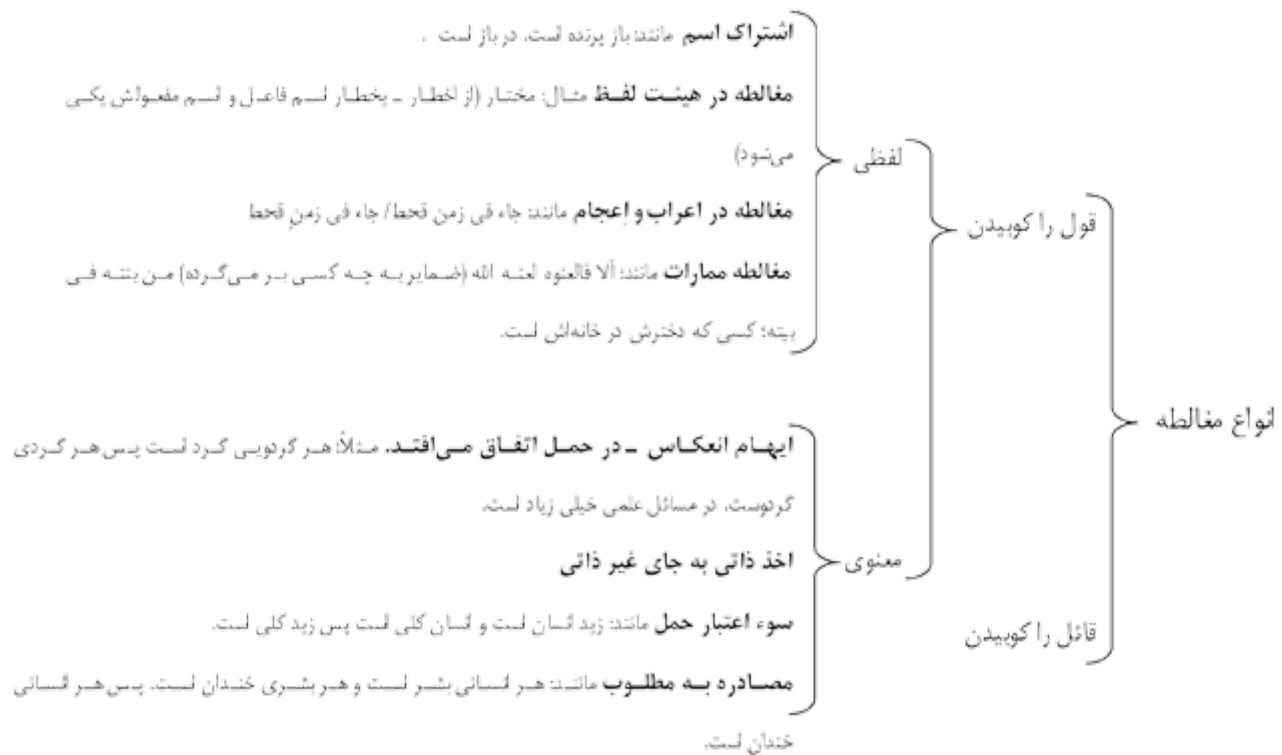 انواع مغالطه
قول را کوبیدن
لفظی
اشتراک اسم مانند: باز پرنده است. در باز است .
مغالطه در هیئت لفظ مثال: مختار (از اخطار ـ یخطار اسم فاعل و اسم مفعولش یکی
می‌شود)
مغالطه در اعراب و إعجام مانند: جاء فی زمن قحط / جاء فی زمنِ قحط
مغالطه ممارات مانند: ألا فالعنوه لعنه الله (ضمایر به چه کسی بر می‌گرده) من بنته فی
بیته؛ کسی که دخترش در خانه‌اش است.
معنوی
ایهام انعکاس ـ در حمل اتفاق می‌افتد. مثلاً: هر گردویی گرد است پس هر گردی
گردوست. در مسائل علمی خیلی زیاد است.
اخذ ذاتی به جای غیر ذاتی
سوء اعتبار حمل مانند: زید انسان است و انسان کلی است پس زید کلی است.
مصادره به مطلوب مانند: هر انسانی بشر است و هر بشری خندان است. پس هر انسانی
خندان است.
قائل را کوبیدن